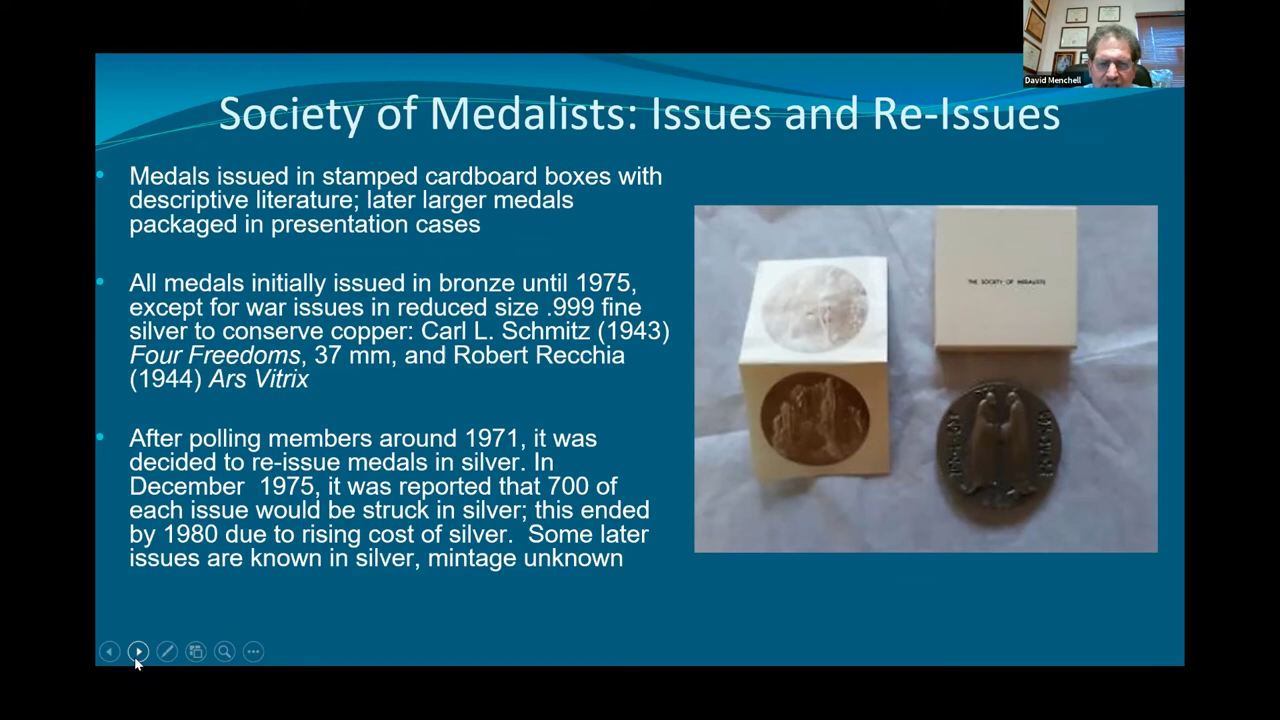 David Menchell
Society of Medalists: Issues and Re-Issues
Medals issued in stamped cardboard boxes with
descriptive literature; later larger medals
packaged in presentation cases
All medals initially issued in bronze until 1975,
except for war issues in reduced size .999 fine
silver to conserve copper: Carl L. Schmitz (1943)
Four Freedoms, 37 mm, and Robert Recchia
(1944) Ars Vitrix
After polling members around 1971, it was
decided to re-issue medals in silver. In
December 1975, it was reported that 700 of
each issue would be struck in silver; this ended
by 1980 due to rising cost of silver. Some later
issues are known in silver, mintage unknown
THE SOCIETY OF MEDALISTS